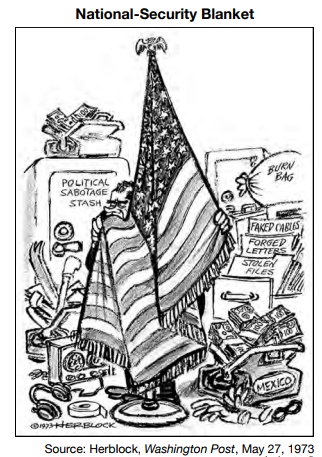 National-Security Blanket
POLITICAL
SABOTAGE
STASH
BURN
BAG
FAKED CABLES
FORGED
LETTERS
STOLEN
FILES
MEXICO
©1973 HERBLOCK
Source: Herblock, Washington Post, May 27, 1973